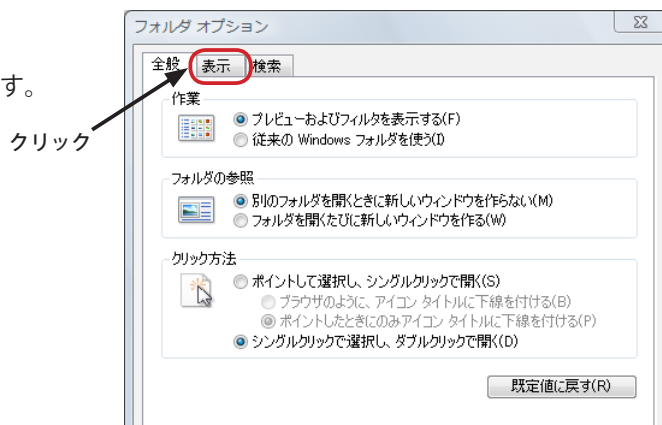 フォルダ オプション
全般 表示 検索
す。
クリック
作業
プレビューおよびフィルタを表示する(F)
従来の Windows フォルダを使う(I)
フォルダの参照
別のフォルダを開くときに新しいウィンドウを作らない(M)
フォルダを開くたびに新しいウィンドウを作る(W)
クリック方法
ポイントして選択し、シングルクリックで開く(S)
ブラウザのように、アイコン タイトルに下線を付ける(B)
ポイントしたときにのみアイコン タイトルに下線を付ける(P)
シングルクリックで選択し、ダブルクリックで開く(D)
既定値に戻す(R)